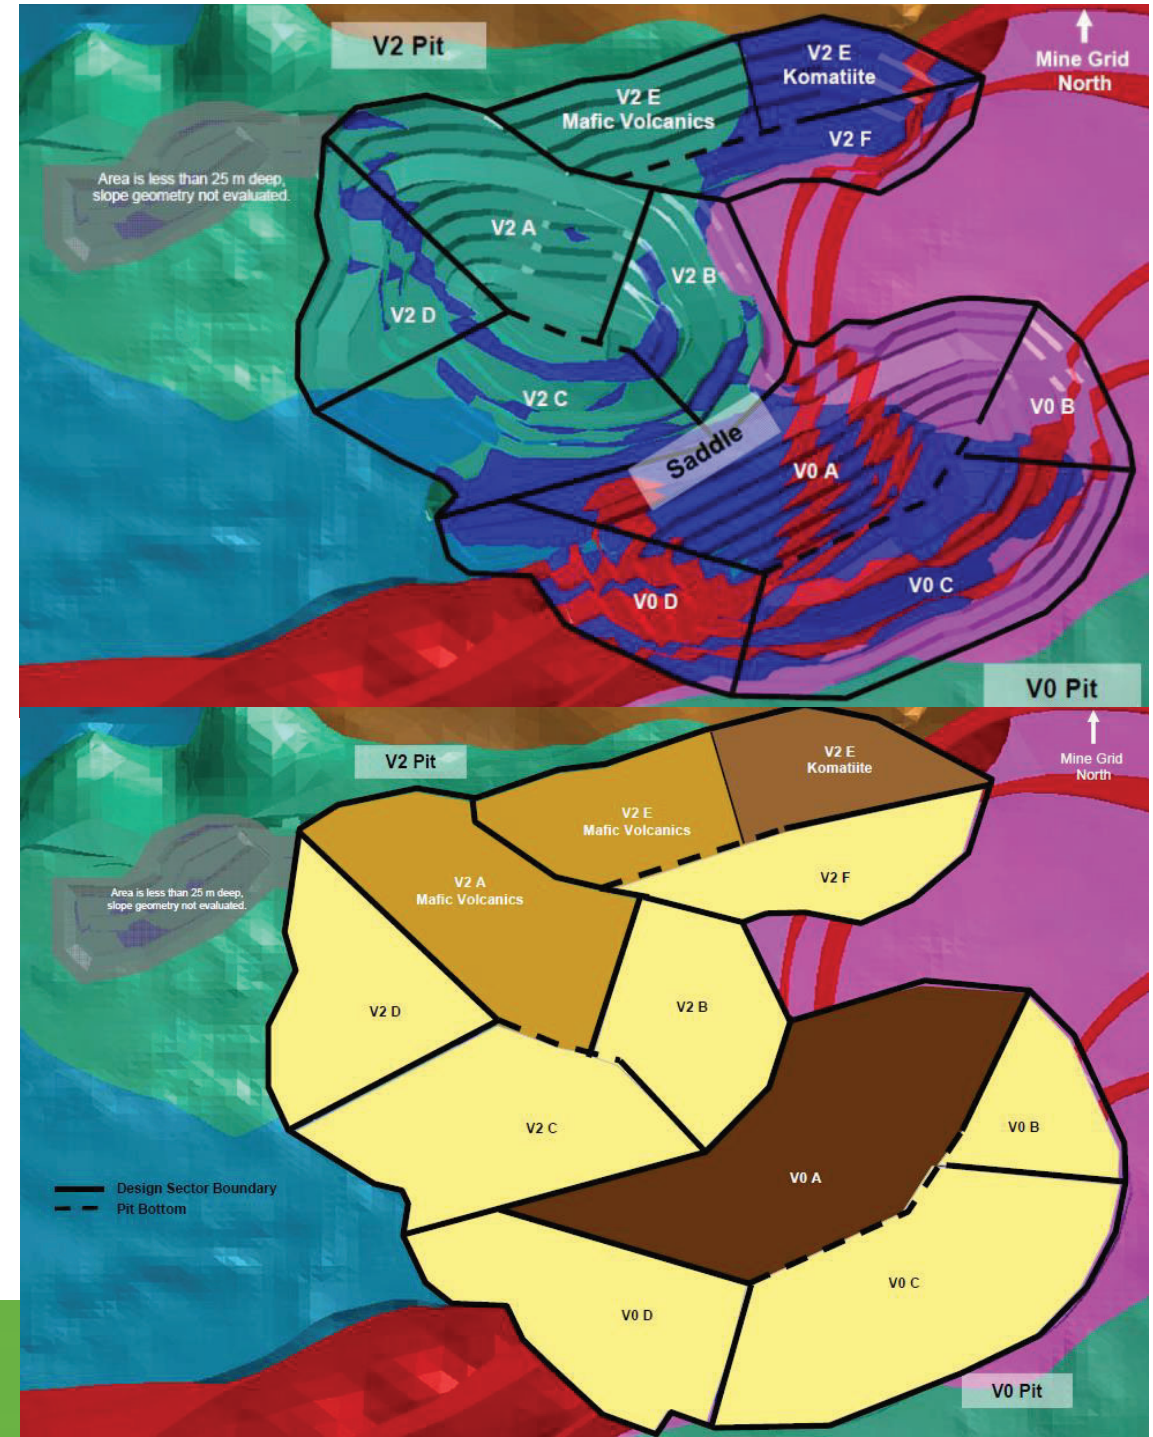 V2 Pit
V2 E
Komatiite
Mine Grid
North
V2 E
Mafic Volcanics
V2 F
Area is less than 25 m deep,
slope geometry not evaluated.
V2 A
V2 B
V2 D
V2 C
V0 B
Saddle
V0 A
V0 C
V0 D
V0 Pit
V2 Pit
V2 E
Komatiite
Mine Grid
North
V2 E
Mafic Volcanics
V2 F
V2 A
Mafic Volcanics
Area is less than 25 m deep,
slope geometry not evaluated.
V2 D
V2 B
V2 C
V0 B
V0 A
Design Sector Boundary
Pit Bottom
V0 C
V0 D
V0 Pit